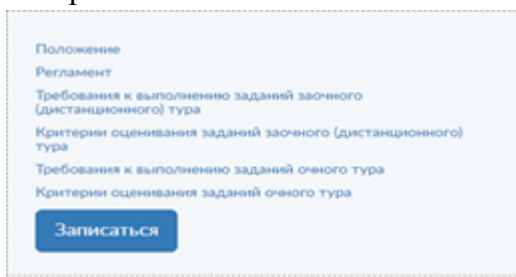 Положение
Регламент
Требования к выполнению заданий заочного
(дистанционного) тура
Критерии оценивания заданий заочного (дистанционного)
тура
Требования к выполнению заданий очного тура
Критерии оценивания заданий очного тура
Записаться